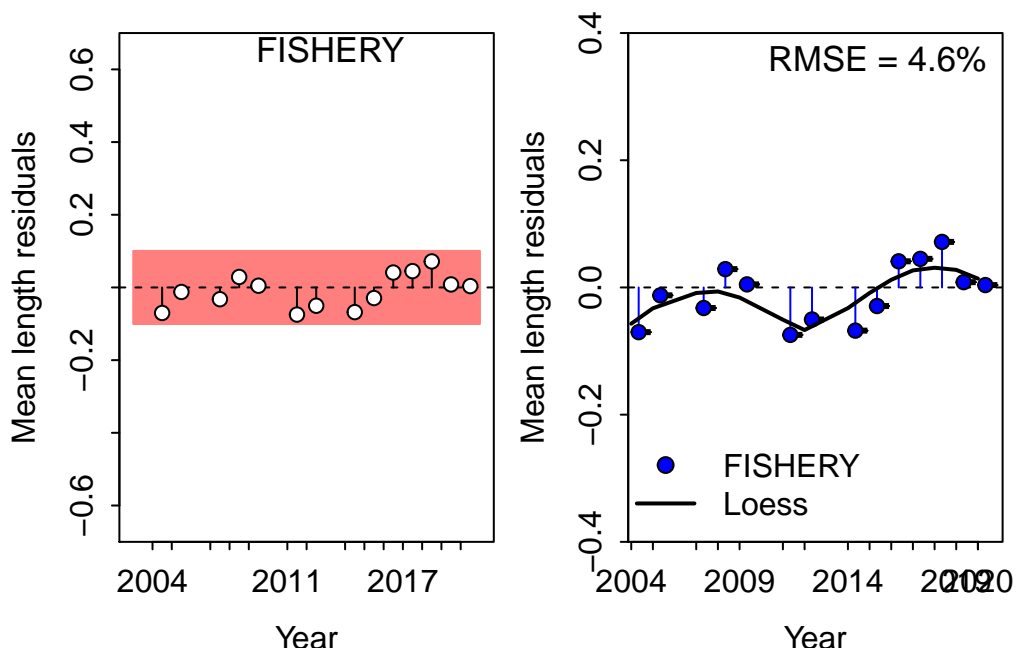 FISHERY
Mean length residuals
0.6
0.4
0.2
−0.2
−0.6
2004
2011
2017
Year
RMSE = 4.6%
Mean length residuals
0.4
0.2
0.0
−0.2
−0.4
FISHERY
Loess
2004
2009
2014
2019
2020
Year